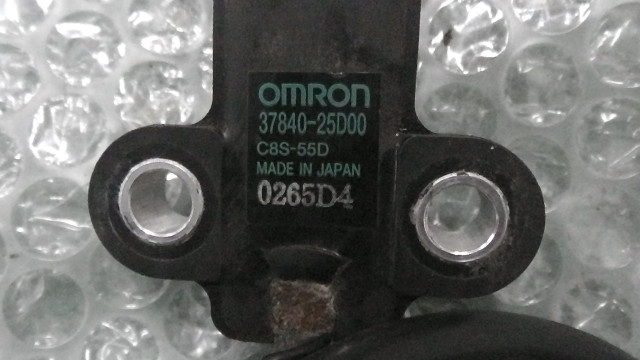 OMRON
37840-25D00
C8S-55D
MADE IN JAPAN
0265D4